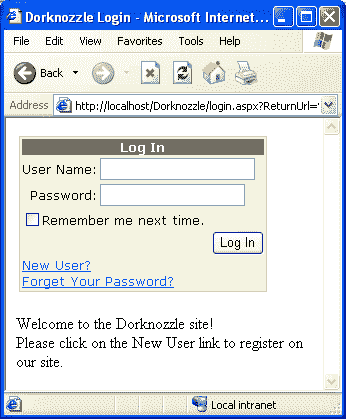 Dorknozzle Login - Microsoft Internet...
File Edit View Favorites Tools Help
Back
Address http://localhost/Dorknozzle/login.aspx?ReturnUrl=
Log In
User Name:
Password:
Remember me next time.
Log In
New User?
Forget Your Password?
Welcome to the Dorknozzle site!
Please click on the New User link to register on
our site.
Local intranet